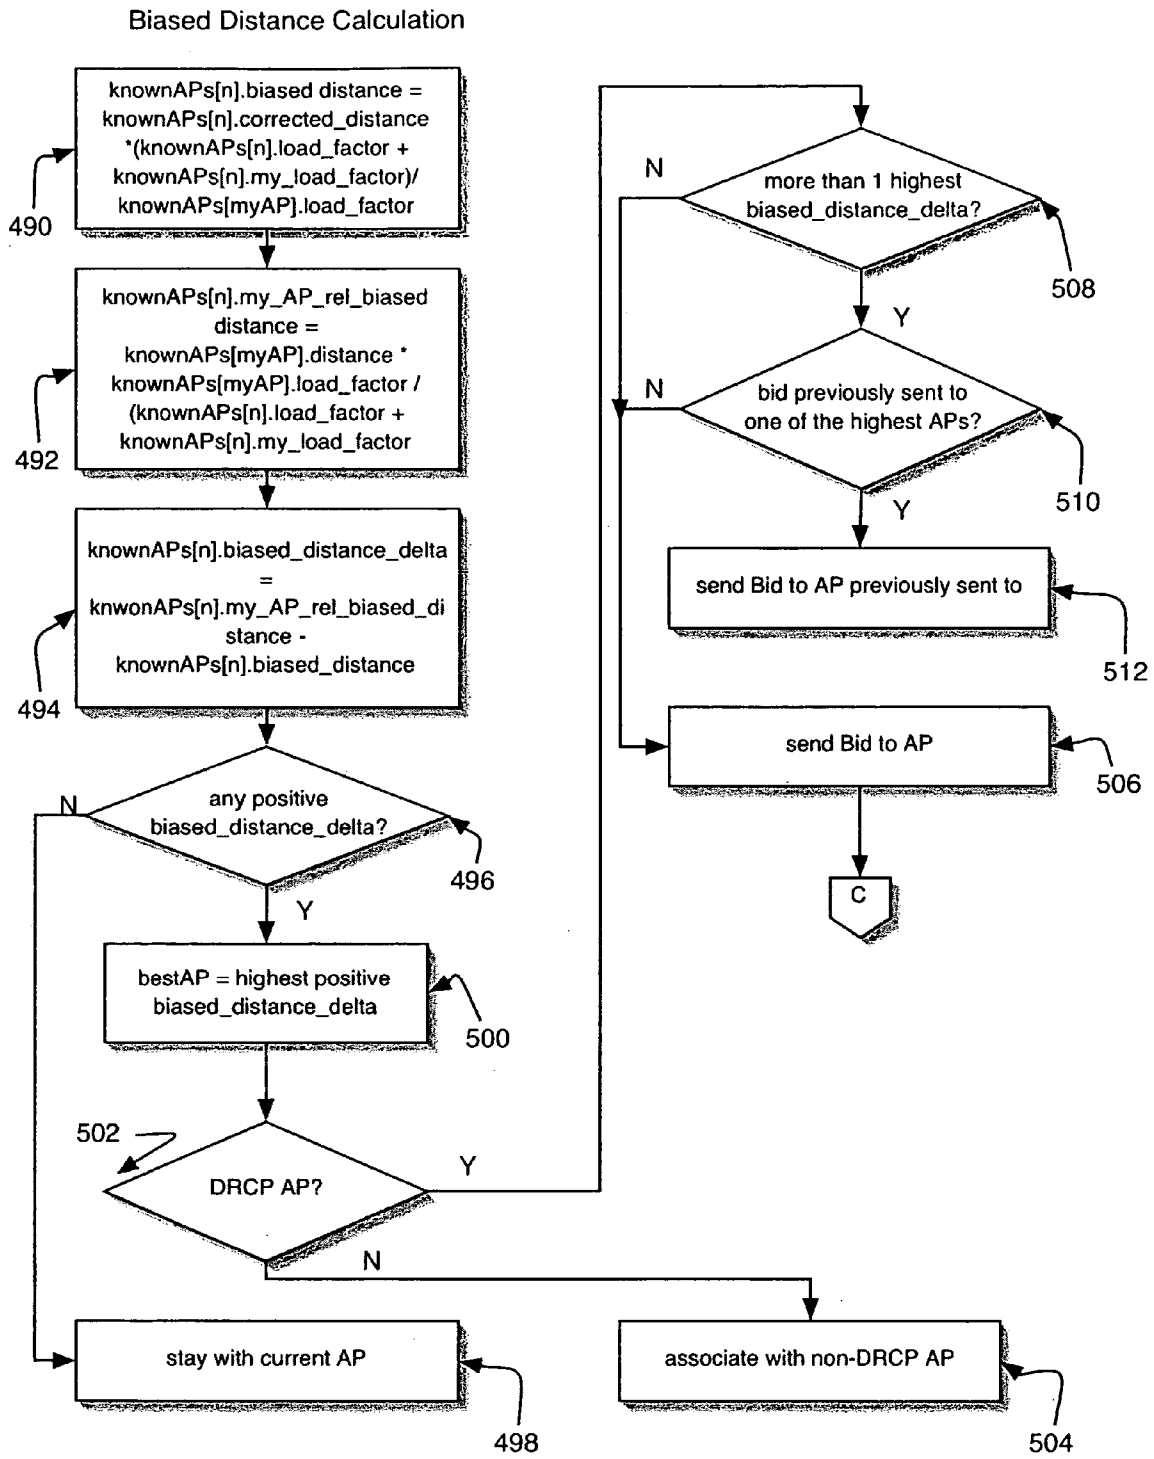 Biased Distance Calculation
knownAPs[n].biased distance =
knownAPs[n].corrected_distance
*(knownAPs[n].load_factor +
knownAPs[n].my_load_factor)/
knownAPs[myAP].load_factor
490
knownAPs[n].my_AP_rel_biased
distance =
knownAPs[myAP].distance *
knownAPs[myAP].load_factor /
(knownAPs[n].load_factor +
knownAPs[n].my_load_factor
492
knownAPs[n].biased_distance_delta
=
knwonAPs[n].my_AP_rel_biased_di
stance -
knownAPs[n].biased_distance
494
N
any positive
biased_distance_delta?
496
Y
bestAP = highest positive
biased_distance_delta
500
502
DRCP AP?
Y
N
stay with current AP
498
associate with non-DRCP AP
504
N
more than 1 highest
biased_distance_delta?
508
Y
N
bid previously sent to
one of the highest APs?
510
Y
send Bid to AP previously sent to
512
send Bid to AP
506
C